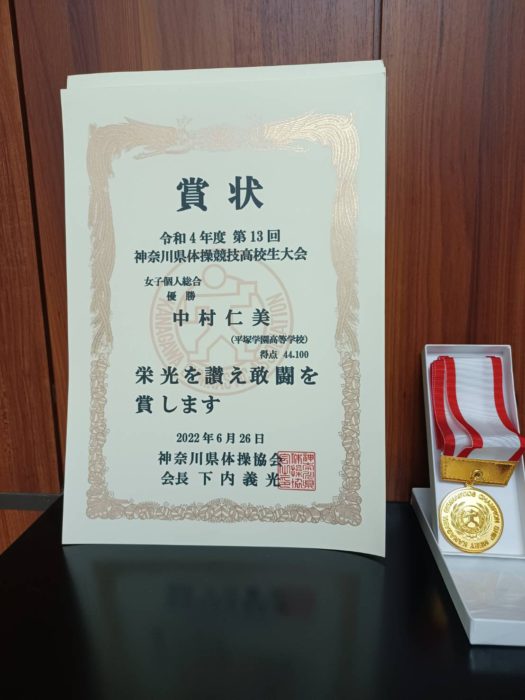 賞状
令和4年度 第13回
神奈川県体操競技高校生大会
女子個人総合
優勝
中村仁美
(平塚学園高等学校)
得点 44.100
栄光を讃え敢闘を
賞します
2022年6月26日
神奈川県体操協会
会長 下内義光